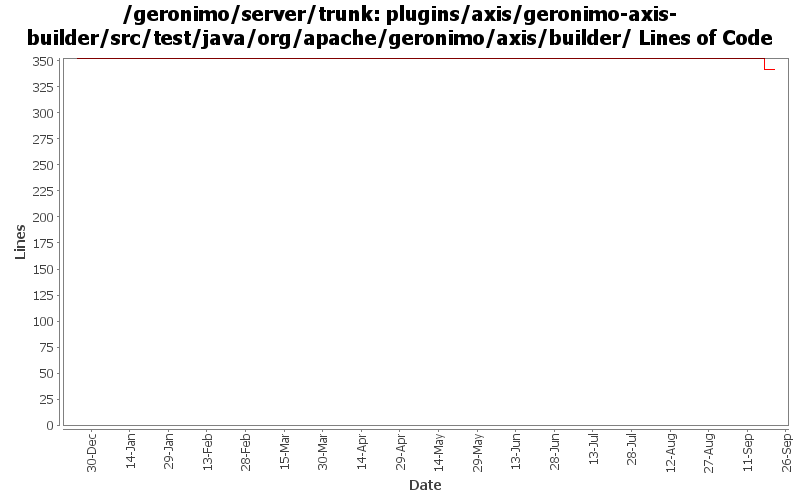 /geronimo/server/trunk: plugins/axis/geronimo-axis-
builder/src/test/java/org/apache/geronimo/axis/builder/ Lines of Code
350
325
300
275
250
225
200
175
150
125
100
75
50
25
0
Lines
30-Dec
14-Jan
29-Jan
13-Feb
28-Feb
15-Mar
30-Mar
14-Apr
29-Apr
14-May
29-May
13-Jun
28-Jun
13-Jul
28-Jul
12-Aug
27-Aug
11-Sep
26-Sep
Date